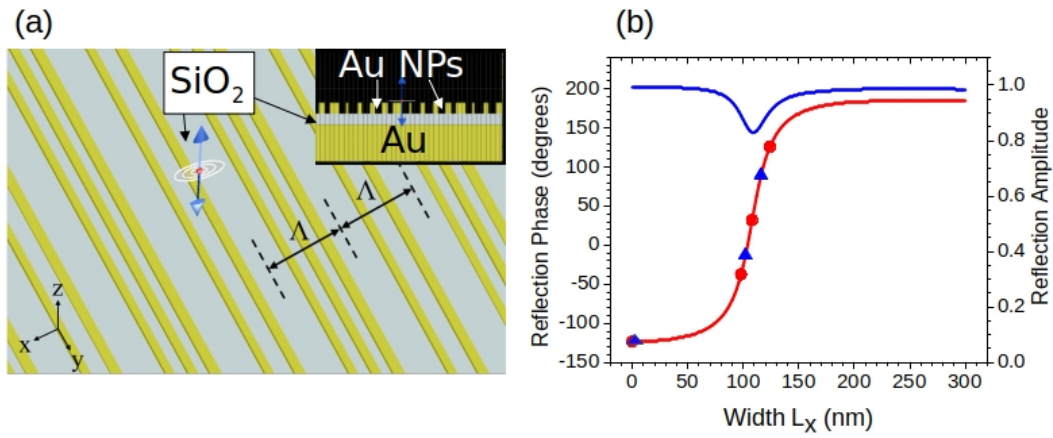 (a)
SiO2
Au NPs
Au
Λ
Λ
z
x
y
(b)
Reflection Phase (degrees)
200
150
100
50
0
-50
-100
-150
1.0
0.8
0.6
0.4
0.2
0.0
Reflection Amplitude
0 50 100 150 200 250 300
Width LX (nm)